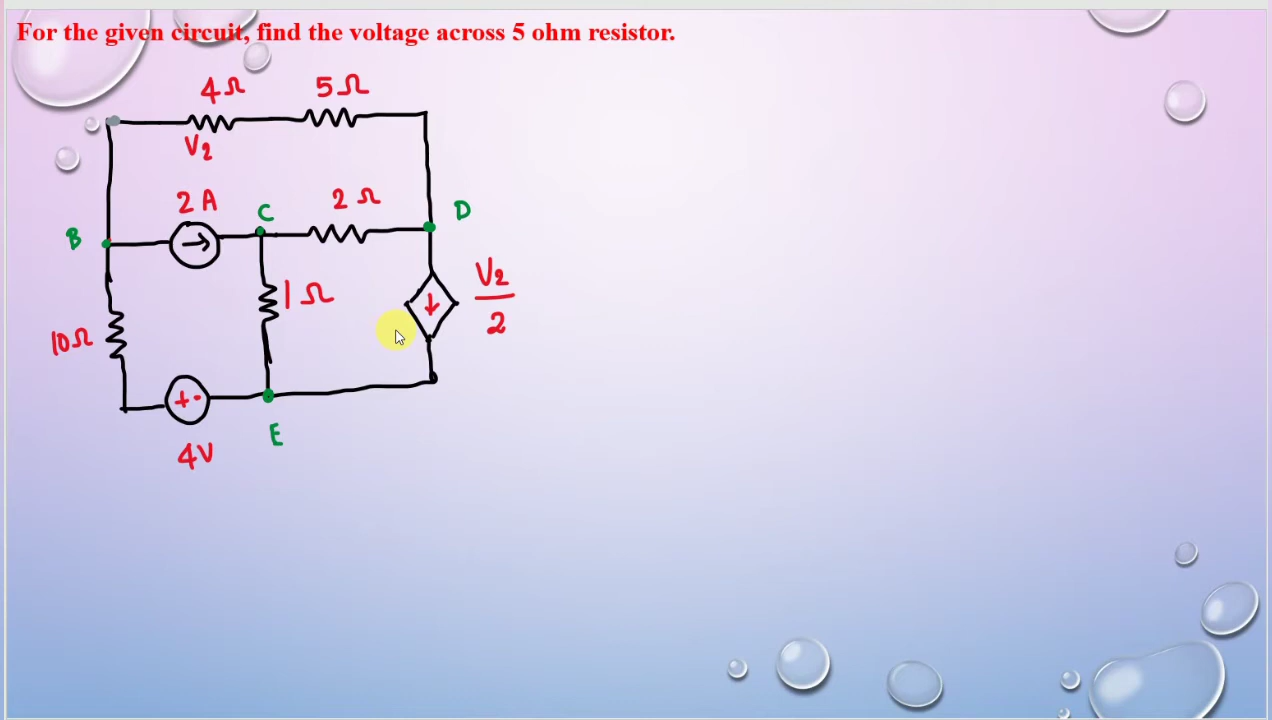 For the given circuit, find the voltage across 5 ohm resistor.
4Ω 5Ω
V2
2 A C 2 Ω D
B
V2
1 Ω
2
10Ω
+ -
E
4V